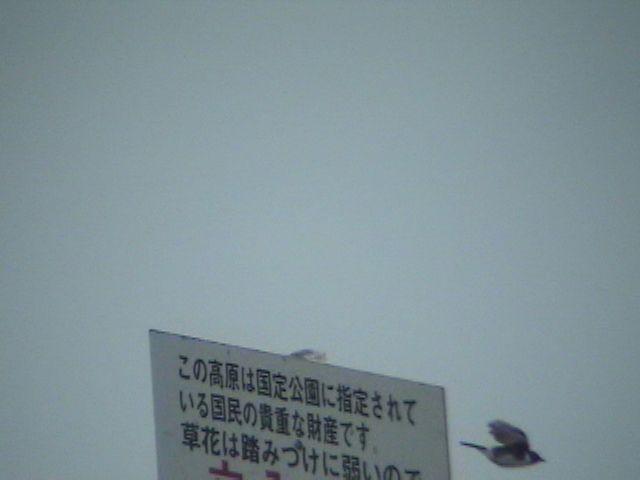 この高原は国定公園に指定されて
いる国民の貴重な財産です。
草花は踏みづけに弱いので